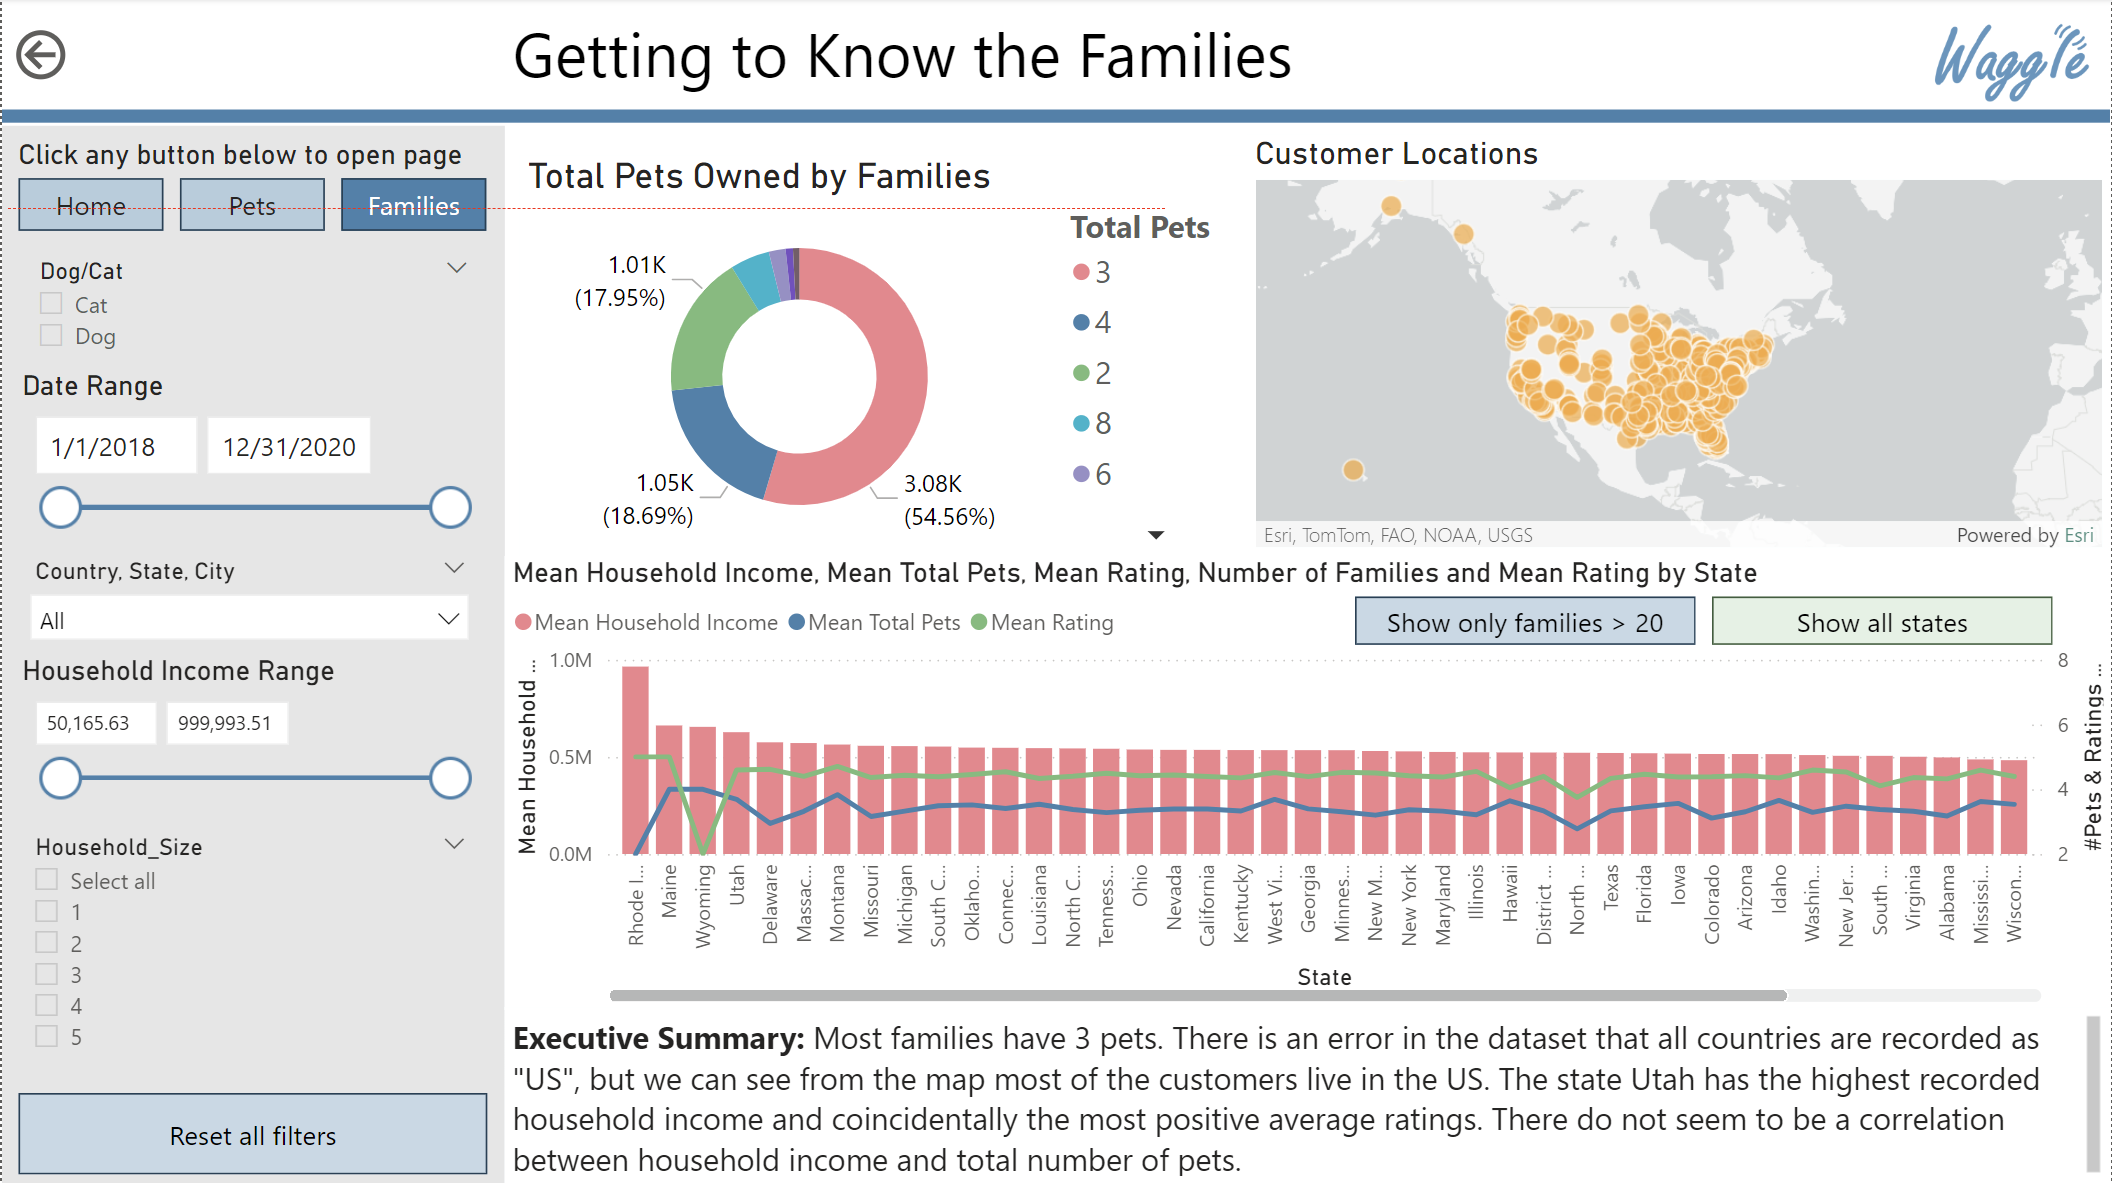 Getting to Know the Families
Waggle
Click any button below to open page
Home
Pets
Families
Dog/Cat
Cat
Dog
Date Range
1/1/2018
12/31/2020
Country, State, City
All
Household Income Range
50,165.63
999,993.51
Household_Size
Select all
1
2
3
4
5
Reset all filters
Total Pets Owned by Families
1.01K
(17.95%)
1.05K
(18.69%)
3.08K
(54.56%)
Total Pets
3
4
2
8
6
Customer Locations
Esri, TomTom, FAO, NOAA, USGS
Powered by Esri
Mean Household Income, Mean Total Pets, Mean Rating, Number of Families and Mean Rating by State
Mean Household Income
Mean Total Pets
Mean Rating
Show only families > 20
Show all states
Mean Household ...
1.0M
0.5M
0.0M
8
6
4
2
#Pets & Ratings ...
Rhode I...
Maine
Wyoming
Utah
Delaware
Massac...
Montana
Missouri
Michigan
South C...
Oklaho...
Connec...
Louisiana
North C...
Tenness...
Ohio
Nevada
California
Kentucky
West Vi...
Georgia
Minnes...
New M...
New York
Maryland
Illinois
Hawaii
District ...
North ...
Texas
Florida
Iowa
Colorado
Arizona
Idaho
Washin...
New Jer...
South ...
Virginia
Alabama
Mississi...
Wiscon...
State
Executive Summary: Most families have 3 pets. There is an error in the dataset that all countries are recorded as
"US", but we can see from the map most of the customers live in the US. The state Utah has the highest recorded
household income and coincidentally the most positive average ratings. There do not seem to be a correlation
between household income and total number of pets.